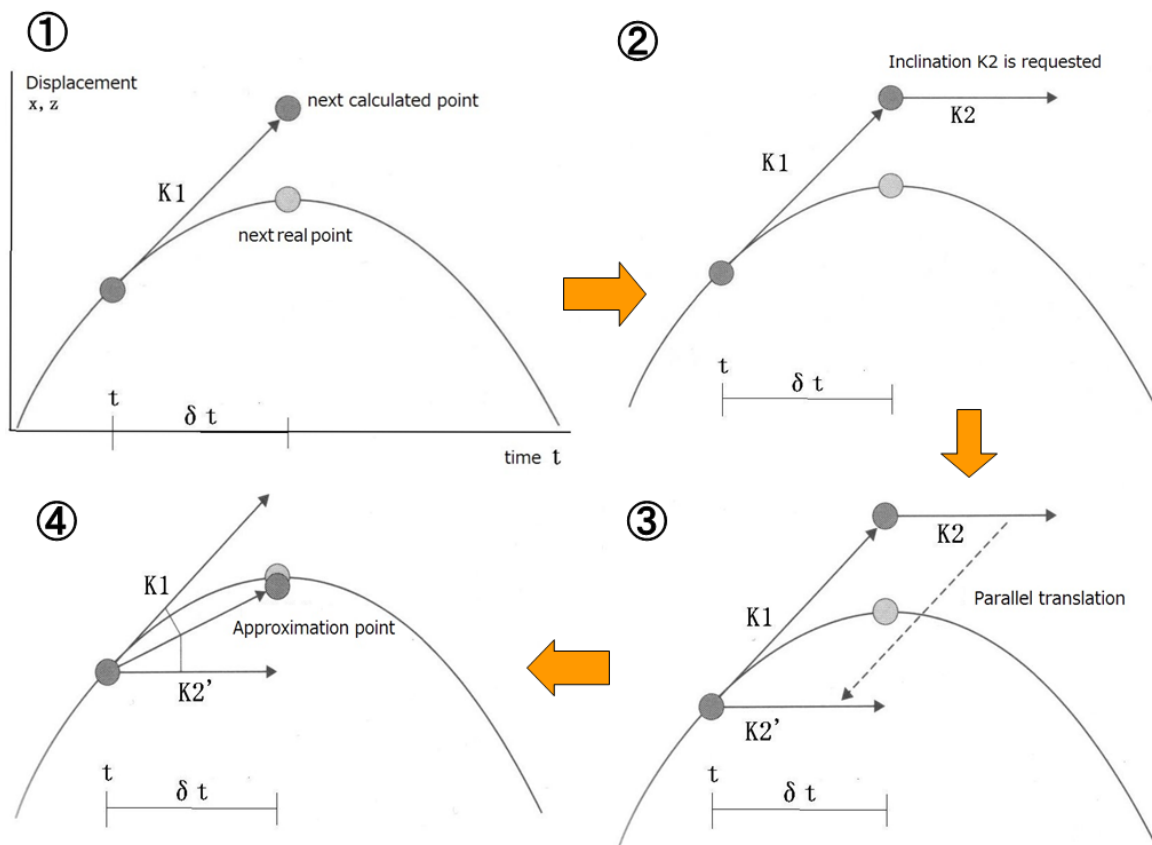 ①
Displacement
x, z
next calculated point
K1
next real point
t
δ t
time t
②
Inclination K2 is requested
K2
K1
t
δ t
③
K2
K1
Parallel translation
K2'
t
δ t
④
K1
Approximation point
K2'
t
δ t